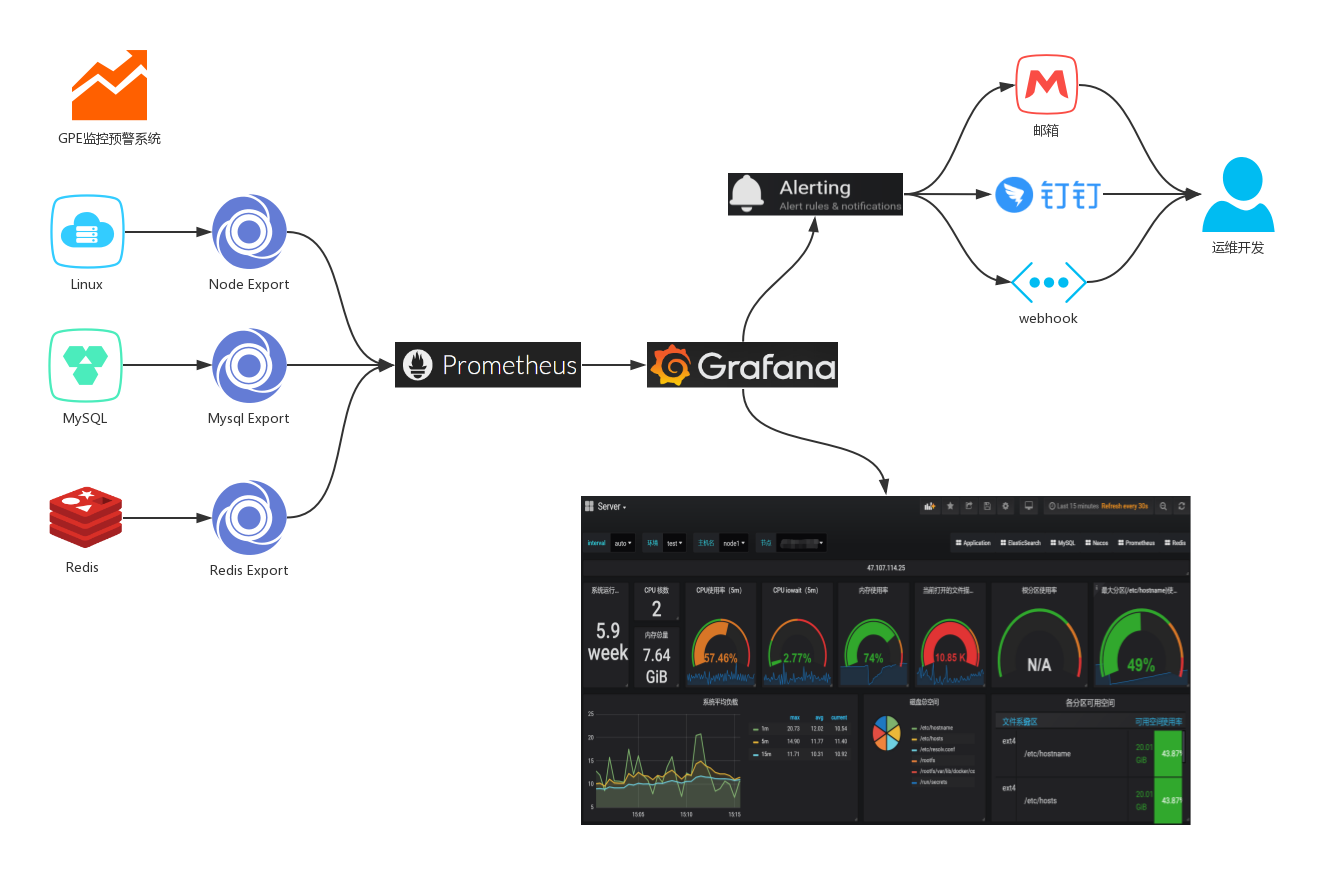 GPE监控预警系统
Linux
Node Export
MySQL
Mysql Export
Redis
Redis Export
Prometheus
Grafana
Alerting
Alert rules & notifications
邮箱
钉钉
webhook
运维开发
Server
Last 15 minutes Refresh every 30s
Interval auto 环境 test 主机名 node1 节点
Application ElasticSearch MySQL Nacos Prometheus Redis
47.107.114.25
系统运行...
5.9
week
CPU 核数
2
内存总量
7.64
GiB
CPU使用率（5m）
57.46%
CPU iowait（5m）
2.77%
内存使用率
74%
当前打开的文件描...
10.85 K
根分区使用率
N/A
最大分区(/etc/hostname)使...
49%
系统平均负载
25
20
15
10
5
15:05 15:10 15:15
max avg current
1m 20.73 12.02 10.54
5m 14.90 11.77 11.40
15m 11.71 10.31 10.92
磁盘总空间
/etc/hostname
/etc/hosts
/etc/resolv.conf
/rootfs
/rootfs/var/lib/docker/co
/run/secrets
各分区可用空间
文件系统
分区
可用空间
使用率
ext4
/etc/hostname
20.01
GiB
43.87%
ext4
/etc/hosts
20.01
GiB
43.87%